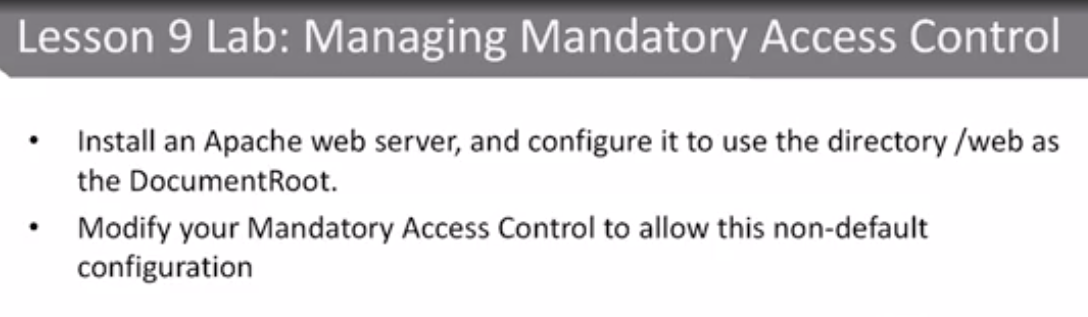 Lesson 9 Lab: Managing Mandatory Access Control
• Install an Apache web server, and configure it to use the directory /web as
the DocumentRoot.
• Modify your Mandatory Access Control to allow this non-default
configuration